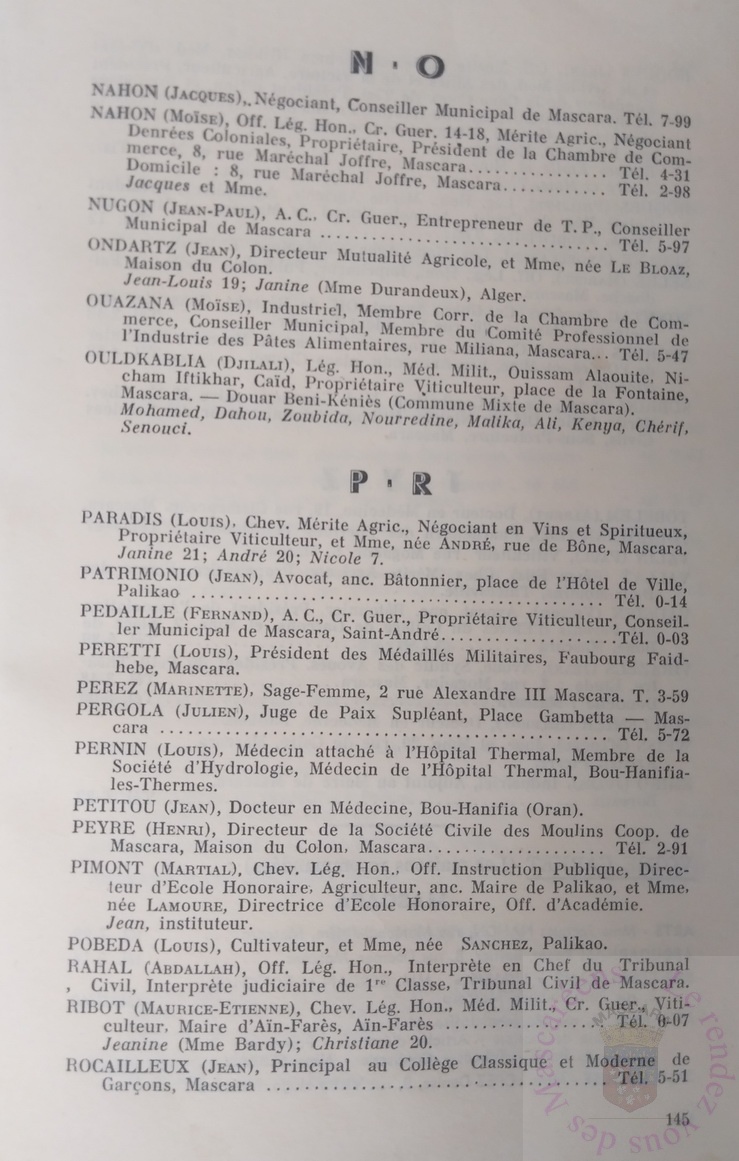 N · O
NAHON (JACQUES), Négociant, Conseiller Municipal de Mascara. Tél. 7-99
NAHON (MOÏSE), Off. Lég. Hon., Cr. Guer. 14-18, Mérite Agric., Négociant
Denrées Coloniales, Propriétaire, Président de la Chambre de Com-
merce, 8, rue Maréchal Joffre, Mascara................ Tél. 4-31
Domicile : 8, rue Maréchal Joffre, Mascara............ Tél. 2-98
Jacques et Mme.
NUGON (JEAN-PAUL), A. C., Cr. Guer., Entrepreneur de T. P., Conseiller
Municipal de Mascara ................................ Tél. 5-97
ONDARTZ (JEAN), Directeur Mutualité Agricole, et Mme, née LE BLOAZ,
Maison du Colon.
Jean-Louis 19; Janine (Mme Durandeux), Alger.
OUAZANA (MOÏSE), Industriel, Membre Corr. de la Chambre de Com-
merce, Conseiller Municipal, Membre du Comité Professionnel de
l'Industrie des Pâtes Alimentaires, rue Miliana, Mascara... Tél. 5-47
OULDKABLIA (DJILALI), Lég. Hon., Méd. Milit., Ouissam Alaouite, Ni-
cham Iftikhar, Caïd, Propriétaire Viticulteur, place de la Fontaine,
Mascara. — Douar Beni-Kéniès (Commune Mixte de Mascara).
Mohamed, Dahou, Zoubida, Nourredine, Malika, Ali, Kenya, Chérif,
Senouci.
P · R
PARADIS (LOUIS), Chev. Mérite Agric., Négociant en Vins et Spiritueux,
Propriétaire Viticulteur, et Mme, née ANDRÉ, rue de Bône, Mascara.
Janine 21; André 20; Nicole 7.
PATRIMONIO (JEAN), Avocat, anc. Bâtonnier, place de l'Hôtel de Ville,
Palikao ............................................. Tél. 0-14
PEDAILLE (FERNAND), A. C., Cr. Guer., Propriétaire Viticulteur, Conseil-
ler Municipal de Mascara, Saint-André...................Tél. 0-03
PERETTI (LOUIS), Président des Médaillés Militaires, Faubourg Faid-
hebe, Mascara.
PEREZ (MARINETTE), Sage-Femme, 2 rue Alexandre III Mascara. T. 3-59
PERGOLA (JULIEN), Juge de Paix Supléant, Place Gambetta — Mas-
cara ................................................ Tél. 5-72
PERNIN (LOUIS), Médecin attaché à l'Hôpital Thermal, Membre de la
Société d'Hydrologie, Médecin de l'Hôpital Thermal, Bou-Hanifia-
les-Thermes.
PETITOU (JEAN), Docteur en Médecine, Bou-Hanifia (Oran).
PEYRE (HENRI), Directeur de la Société Civile des Moulins Coop. de
Mascara, Maison du Colon, Mascara.................... Tél. 2-91
PIMONT (MARTIAL), Chev. Lég. Hon., Off. Instruction Publique, Direc-
teur d'Ecole Honoraire, Agriculteur, anc. Maire de Palikao, et Mme,
née LAMOURE, Directrice d'Ecole Honoraire, Off. d'Académie.
Jean, instituteur.
POBEDA (LOUIS), Cultivateur, et Mme, née SANCHEZ, Palikao.
RAHAL (ABDALLAH), Off. Lég. Hon., Interprète en Chef du Tribunal
, Civil, Interprète judiciaire de 1re Classe, Tribunal Civil de Mascara.
RIBOT (MAURICE-ETIENNE), Chev. Lég. Hon., Méd. Milit., Cr. Guer., Viti-
culteur, Maire d'Aïn-Farès, Aïn-Farès ................. Tél. 0-07
Jeanine (Mme Bardy); Christiane 20.
ROCAILLEUX (JEAN), Principal au Collège Classique et Moderne de
Garçons, Mascara ..................................... Tél. 5-51
145